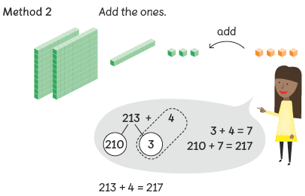 Method 2 Add the ones.
add
213 + 4
210 3
3 + 4 = 7
210 + 7 = 217
213 + 4 = 217